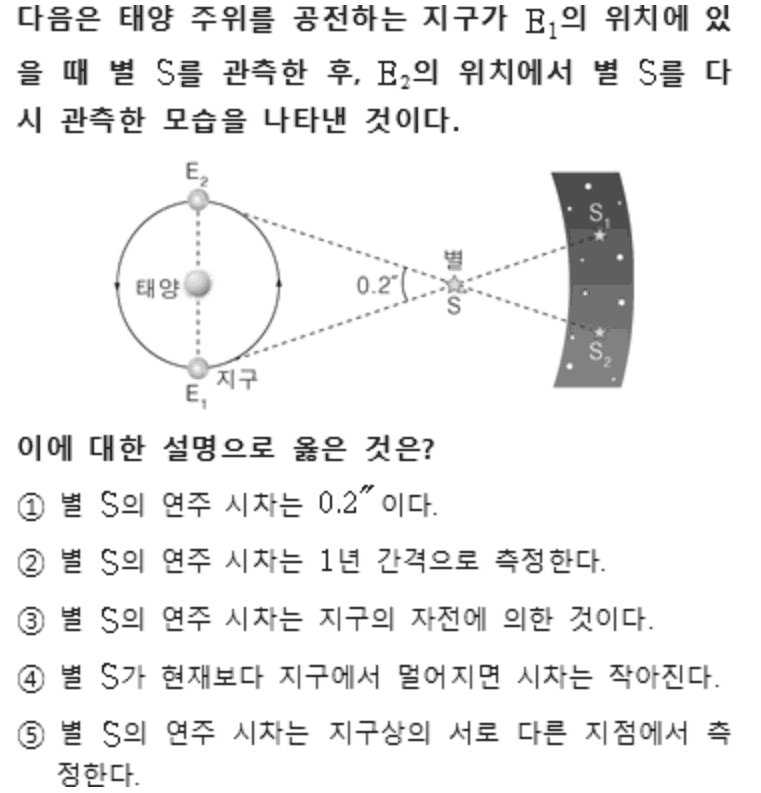 다음은 태양 주위를 공전하는 지구가 E₁의 위치에 있
을 때 별 S를 관측한 후, E₂의 위치에서 별 S를 다
시 관측한 모습을 나타낸 것이다.
E₂
S₁
별
태양
0.2″
S
S₂
지구
E₁
이에 대한 설명으로 옳은 것은?
① 별 S의 연주 시차는 0.2″이다.
② 별 S의 연주 시차는 1년 간격으로 측정한다.
③ 별 S의 연주 시차는 지구의 자전에 의한 것이다.
④ 별 S가 현재보다 지구에서 멀어지면 시차는 작아진다.
⑤ 별 S의 연주 시차는 지구상의 서로 다른 지점에서 측
정한다.